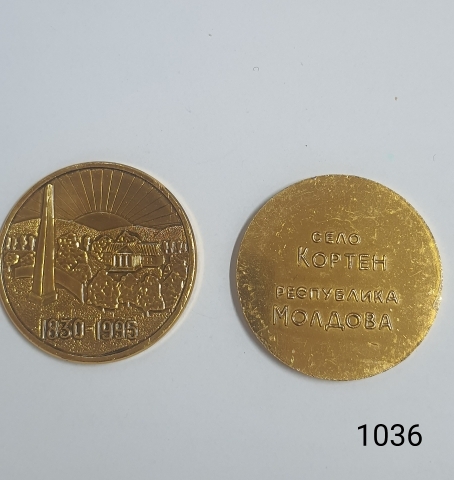 1830-1995
СЕЛО
КОРТЕН
РЕСПУБЛИКА
МОЛДОВА
1036